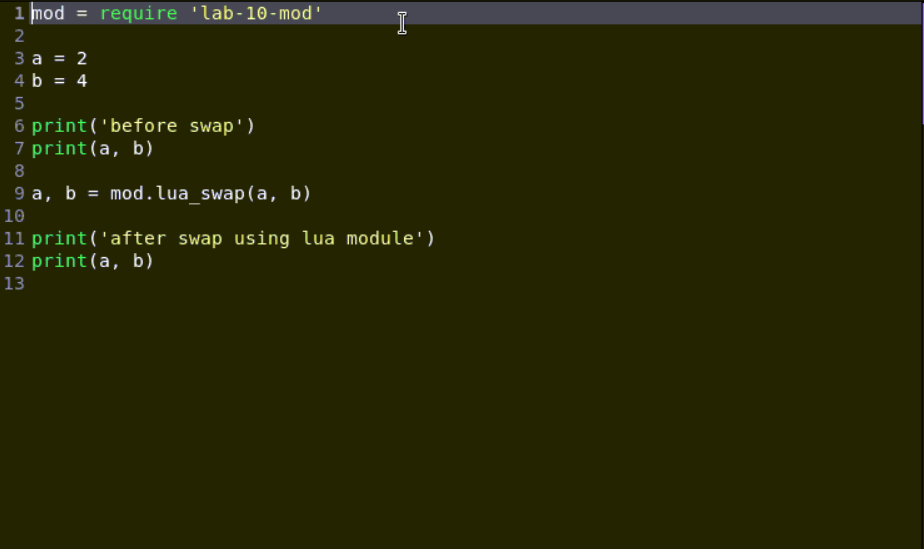 1 mod = require 'lab-10-mod'
2
3 a = 2
4 b = 4
5
6 print('before swap')
7 print(a, b)
8
9 a, b = mod.lua_swap(a, b)
10
11 print('after swap using lua module')
12 print(a, b)
13